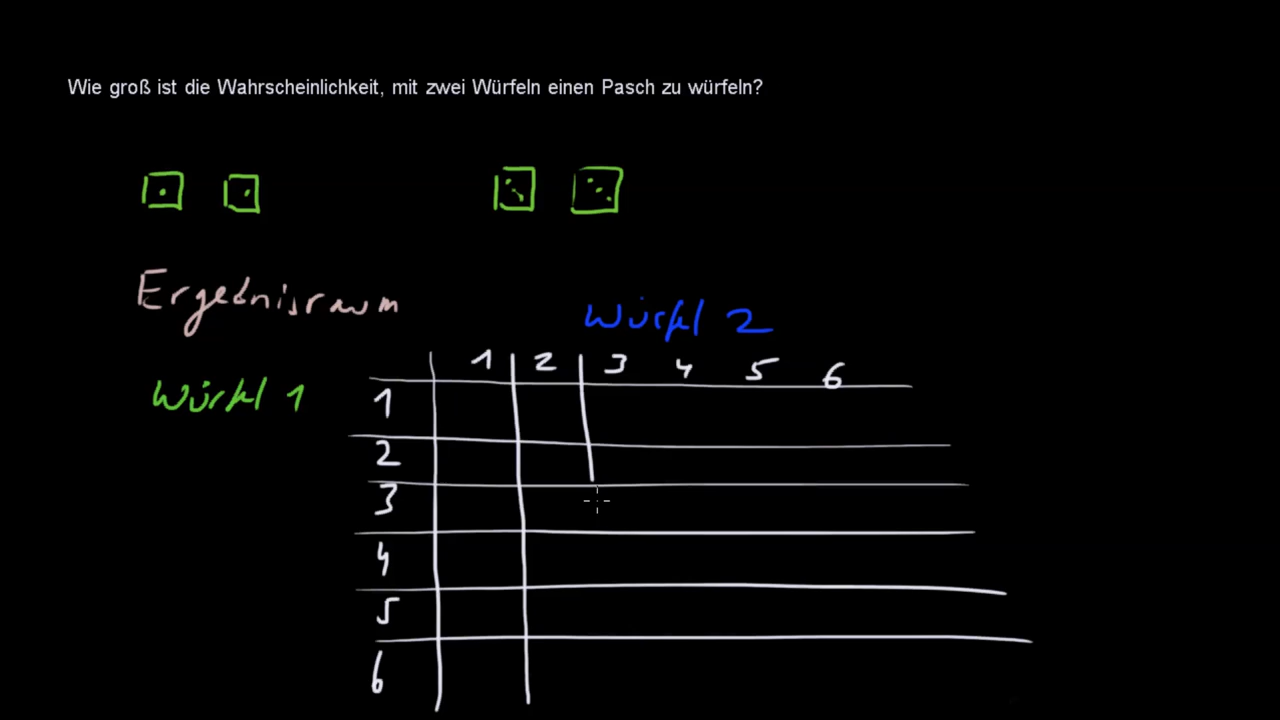 Wie groß ist die Wahrscheinlichkeit, mit zwei Würfeln einen Pasch zu würfeln?
Ergebnisraum
Würfel 2
Würfel 1
1 2 3 4 5 6
1
2
3
4
5
6